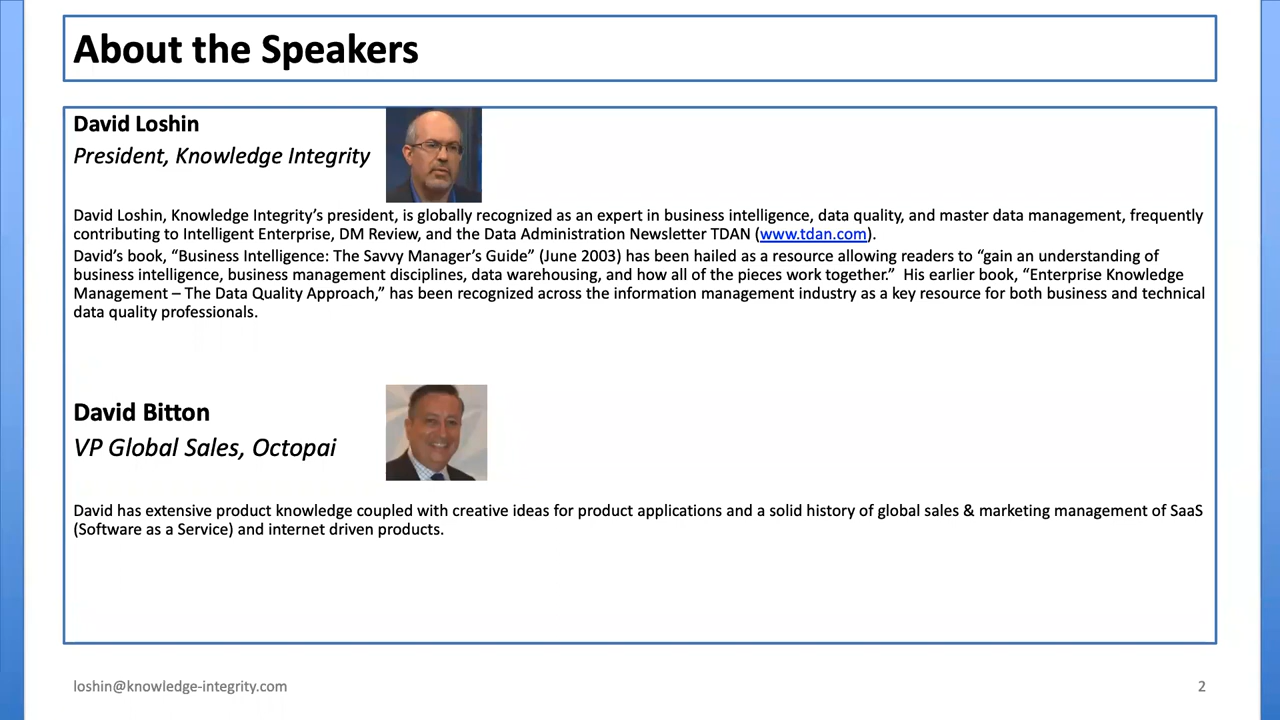 About the Speakers
David Loshin
President, Knowledge Integrity
David Loshin, Knowledge Integrity’s president, is globally recognized as an expert in business intelligence, data quality, and master data management, frequently
contributing to Intelligent Enterprise, DM Review, and the Data Administration Newsletter TDAN (www.tdan.com).
David’s book, “Business Intelligence: The Savvy Manager’s Guide” (June 2003) has been hailed as a resource allowing readers to “gain an understanding of
business intelligence, business management disciplines, data warehousing, and how all of the pieces work together.” His earlier book, “Enterprise Knowledge
Management – The Data Quality Approach,” has been recognized across the information management industry as a key resource for both business and technical
data quality professionals.
David Bitton
VP Global Sales, Octopai
David has extensive product knowledge coupled with creative ideas for product applications and a solid history of global sales & marketing management of SaaS
(Software as a Service) and internet driven products.
loshin@knowledge-integrity.com
2